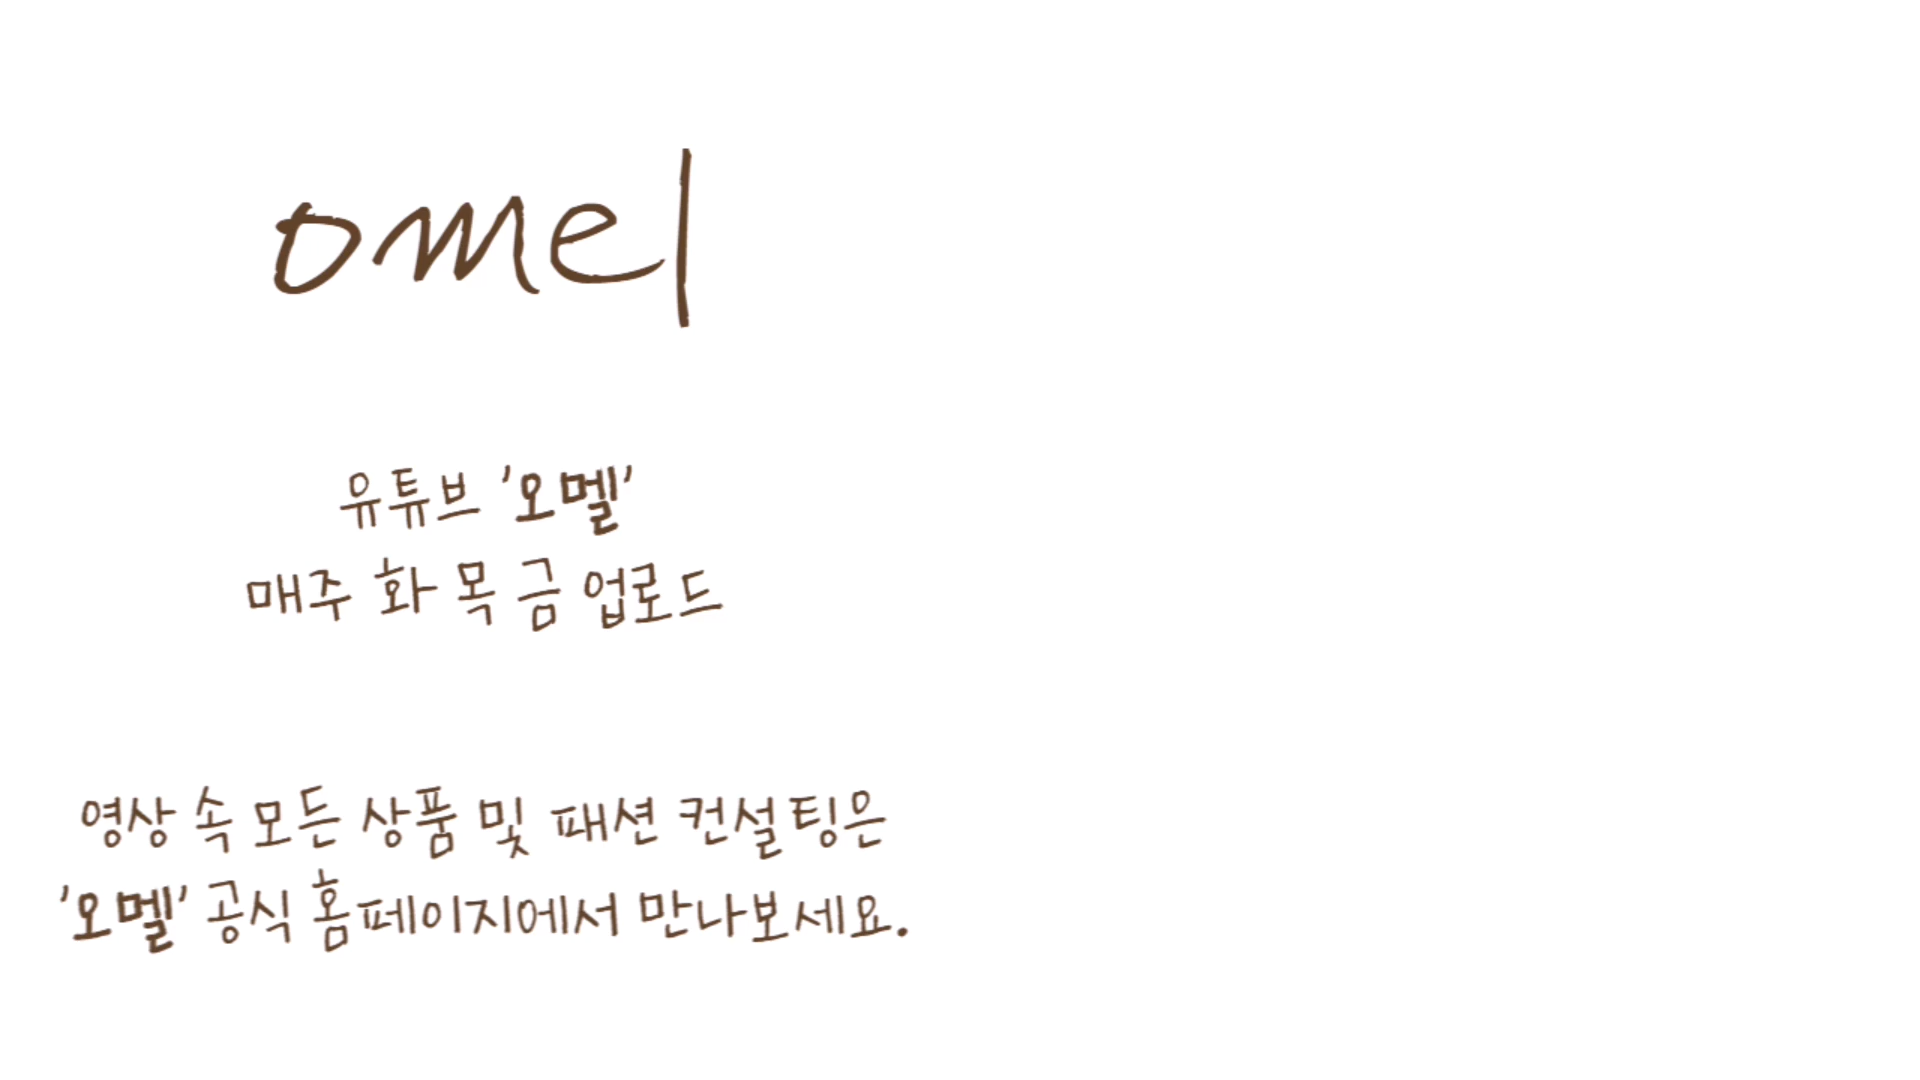 omel
유튜브 '오멜'
매주 화 목 금 업로드
영상 속 모든 상품 및 패션 컨설팅은
'오멜' 공식 홈페이지에서 만나보세요.